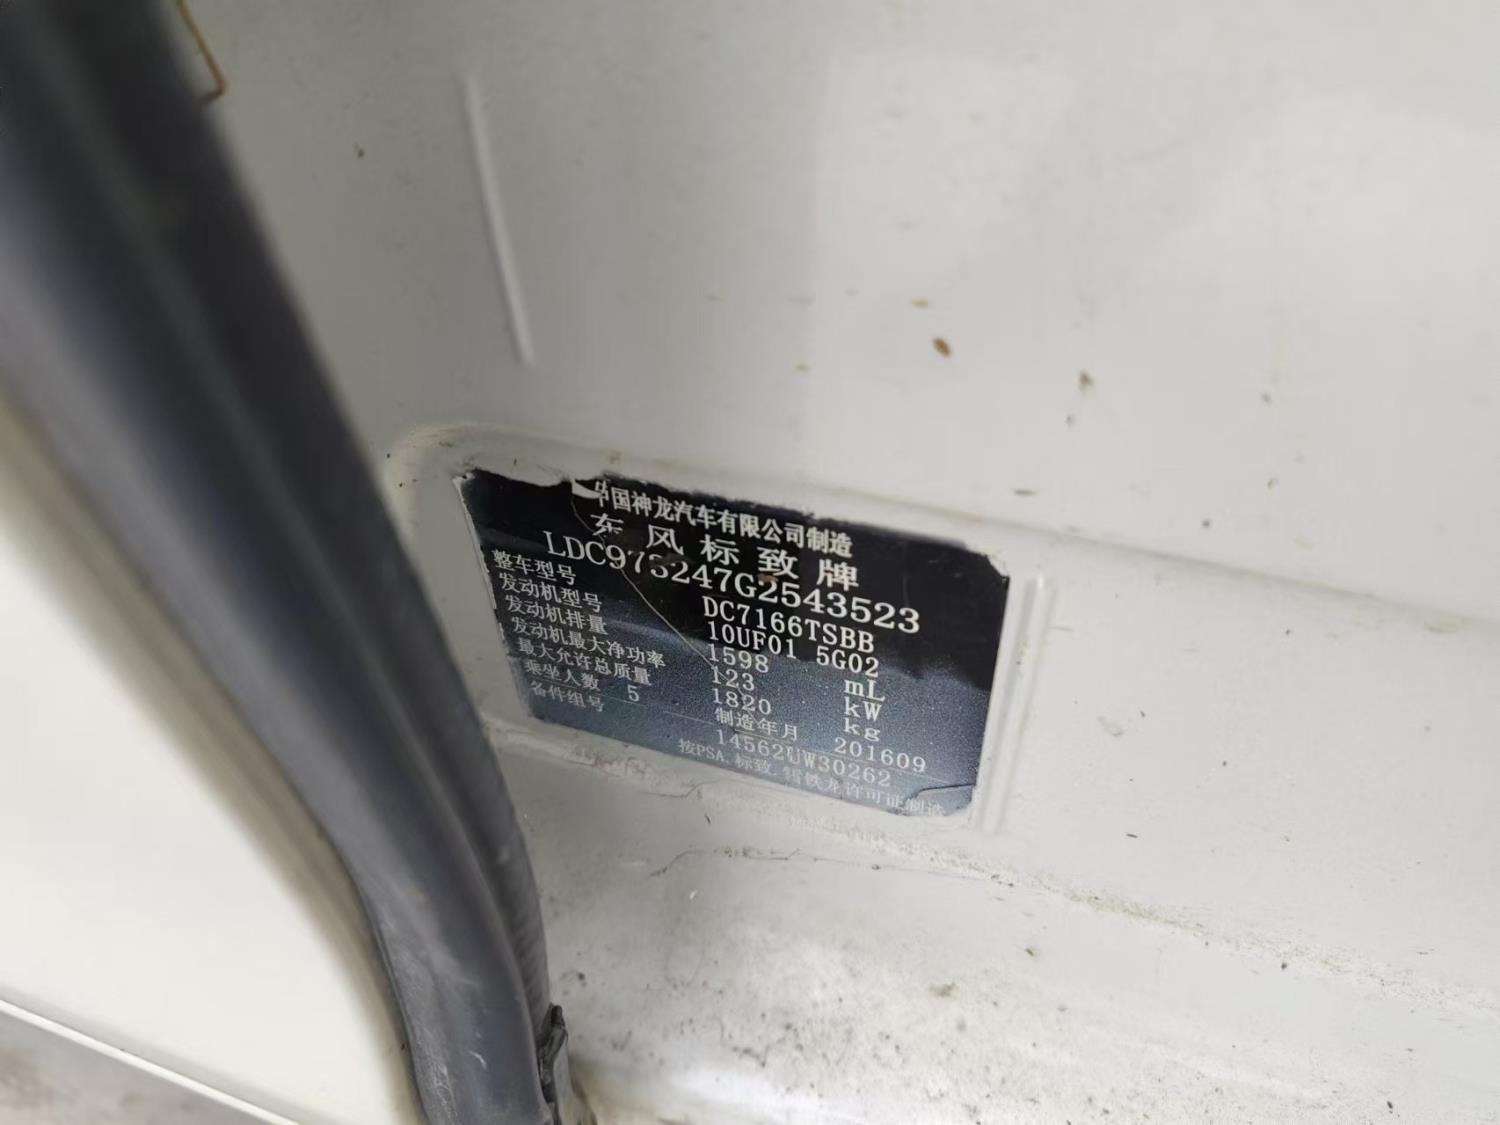 中国神龙汽车有限公司制造
东风标致牌
LDC973247G2543523
整车型号 DC7166TSBB
发动机型号 10UF01 5G02
发动机排量 1598 mL
发动机最大净功率 123 kW
最大允许总质量 1820 kg
乘坐人数 5 制造年月 201609
备件组号 14562UW30262
按PSA.标致.雪铁龙许可证制造